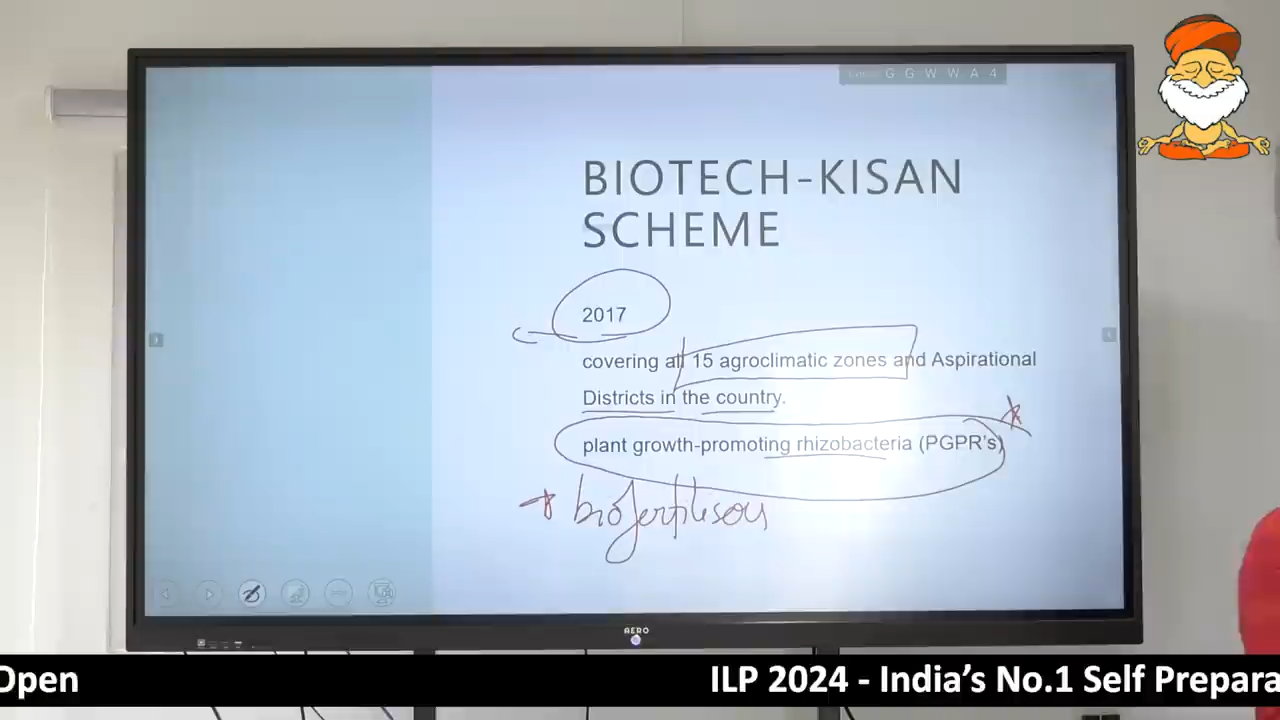 G G W W A 4
BIOTECH-KISAN
SCHEME
2017
covering all 15 agroclimatic zones and Aspirational
Districts in the country.
plant growth-promoting rhizobacteria (PGPR's)
AERO
Open
ILP 2024 - India's No.1 Self Prepara